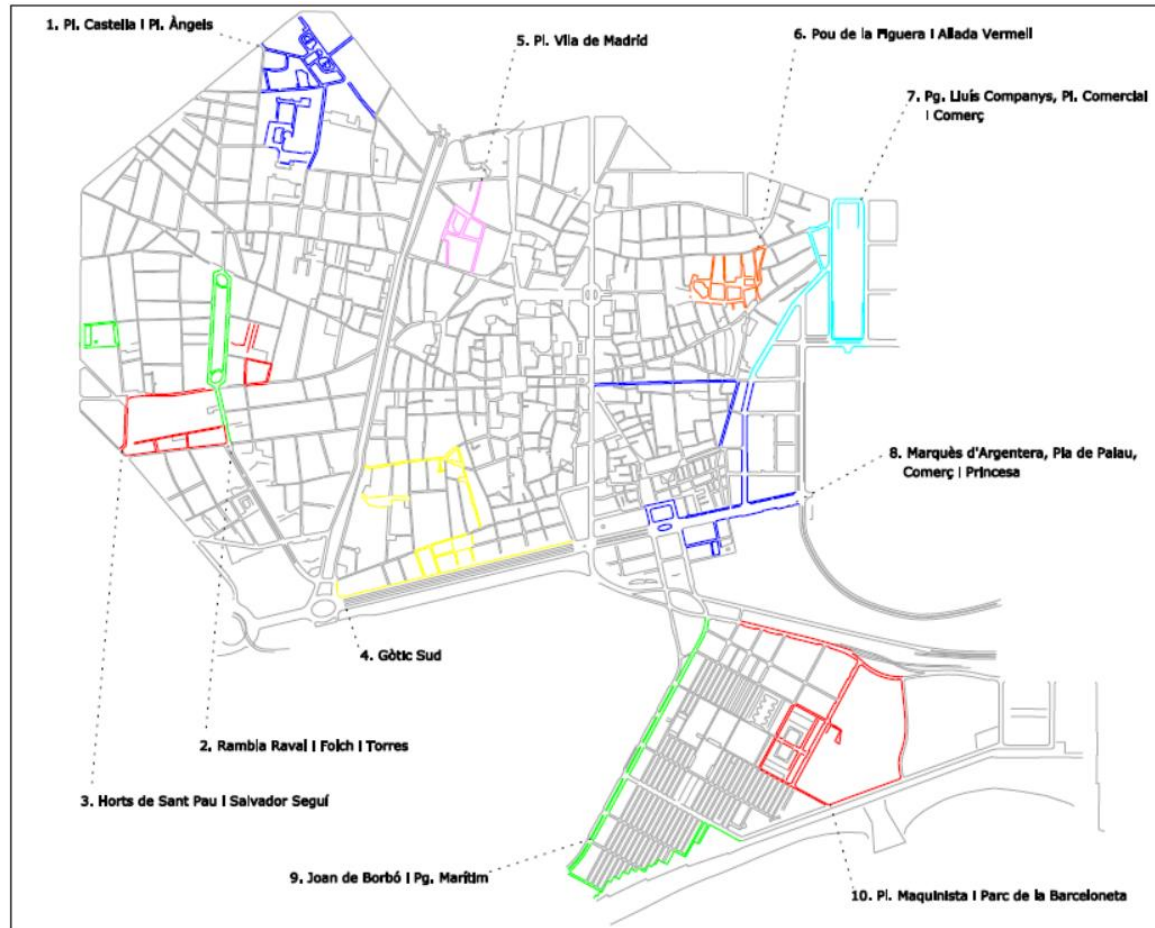 1. Pl. Castella i Pl. Àngels
5. Pl. Vila de Madrid
6. Pou de la Figuera i Allada Vermell
7. Pg. Lluís Companys, Pl. Comercial
i Comerç
8. Marquès d'Argentera, Pla de Palau,
Comerç i Princesa
4. Gòtic Sud
2. Rambla Raval i Folch i Torres
3. Horts de Sant Pau i Salvador Seguí
9. Joan de Borbó i Pg. Marítim
10. Pl. Maquinista i Parc de la Barceloneta